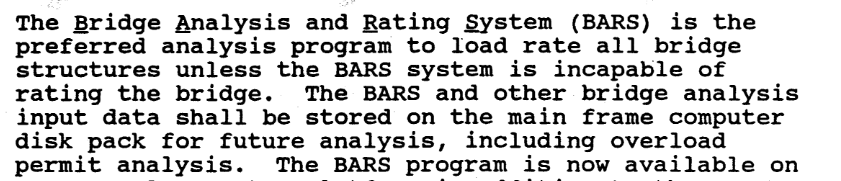 The Bridge Analysis and Rating System (BARS) is the
preferred analysis program to load rate all bridge
structures unless the BARS system is incapable of
rating the bridge.  The BARS and other bridge analysis
input data shall be stored on the main frame computer
disk pack for future analysis, including overload
permit analysis.  The BARS program is now available on